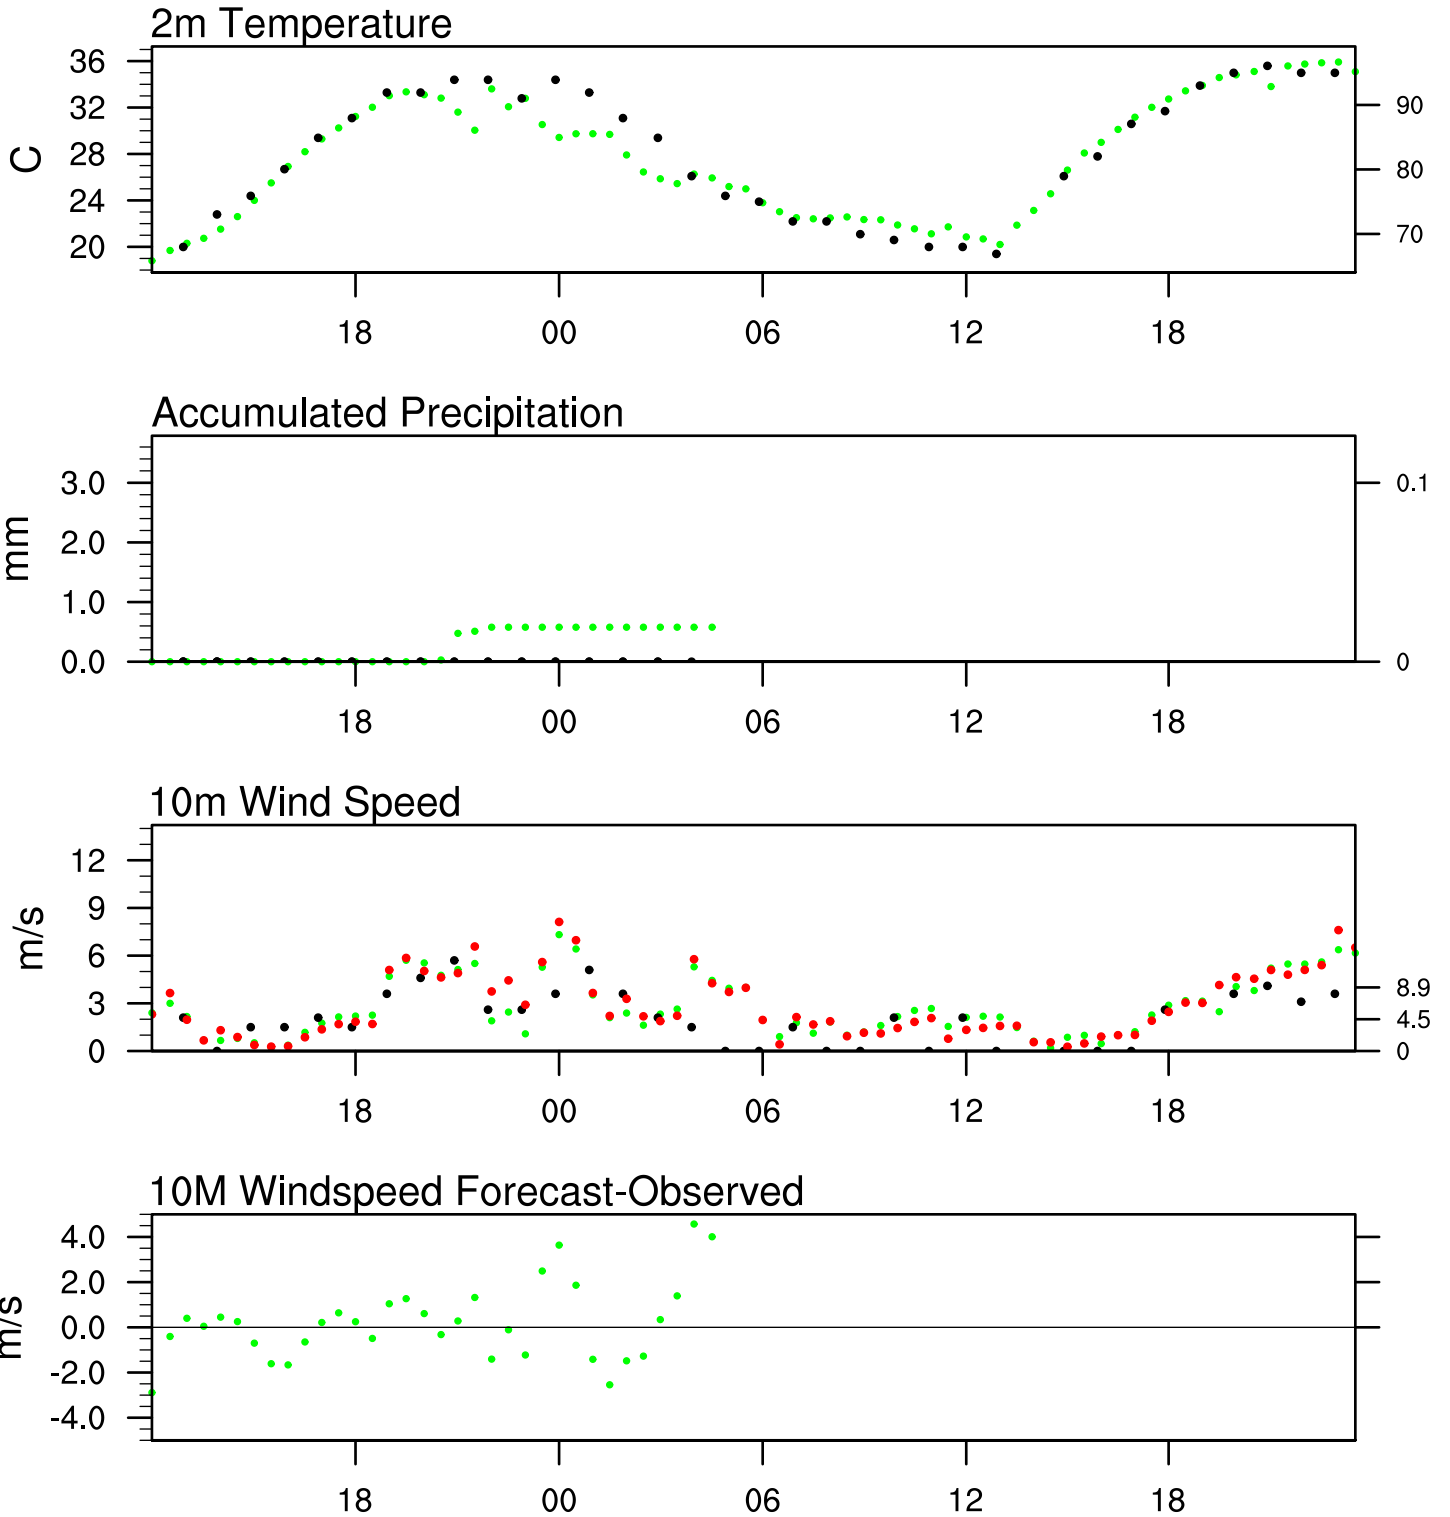 2m Temperature
36
32
28
24
20
C
90
80
70
18 00 06 12 18
Accumulated Precipitation
3.0
2.0
1.0
0.0
mm
0.1
0
18 00 06 12 18
10m Wind Speed
12
9
6
3
0
m/s
8.9
4.5
0
18 00 06 12 18
10M Windspeed Forecast-Observed
4.0
2.0
0.0
-2.0
-4.0
m/s
18 00 06 12 18